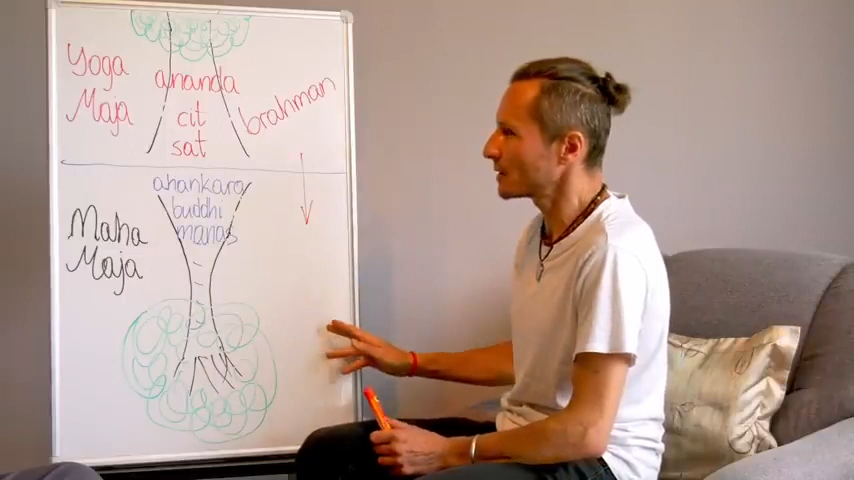 Yoga
Maja
ananda
cit
sat
brahman
ahankara
buddhi
manas
Maha
Maja